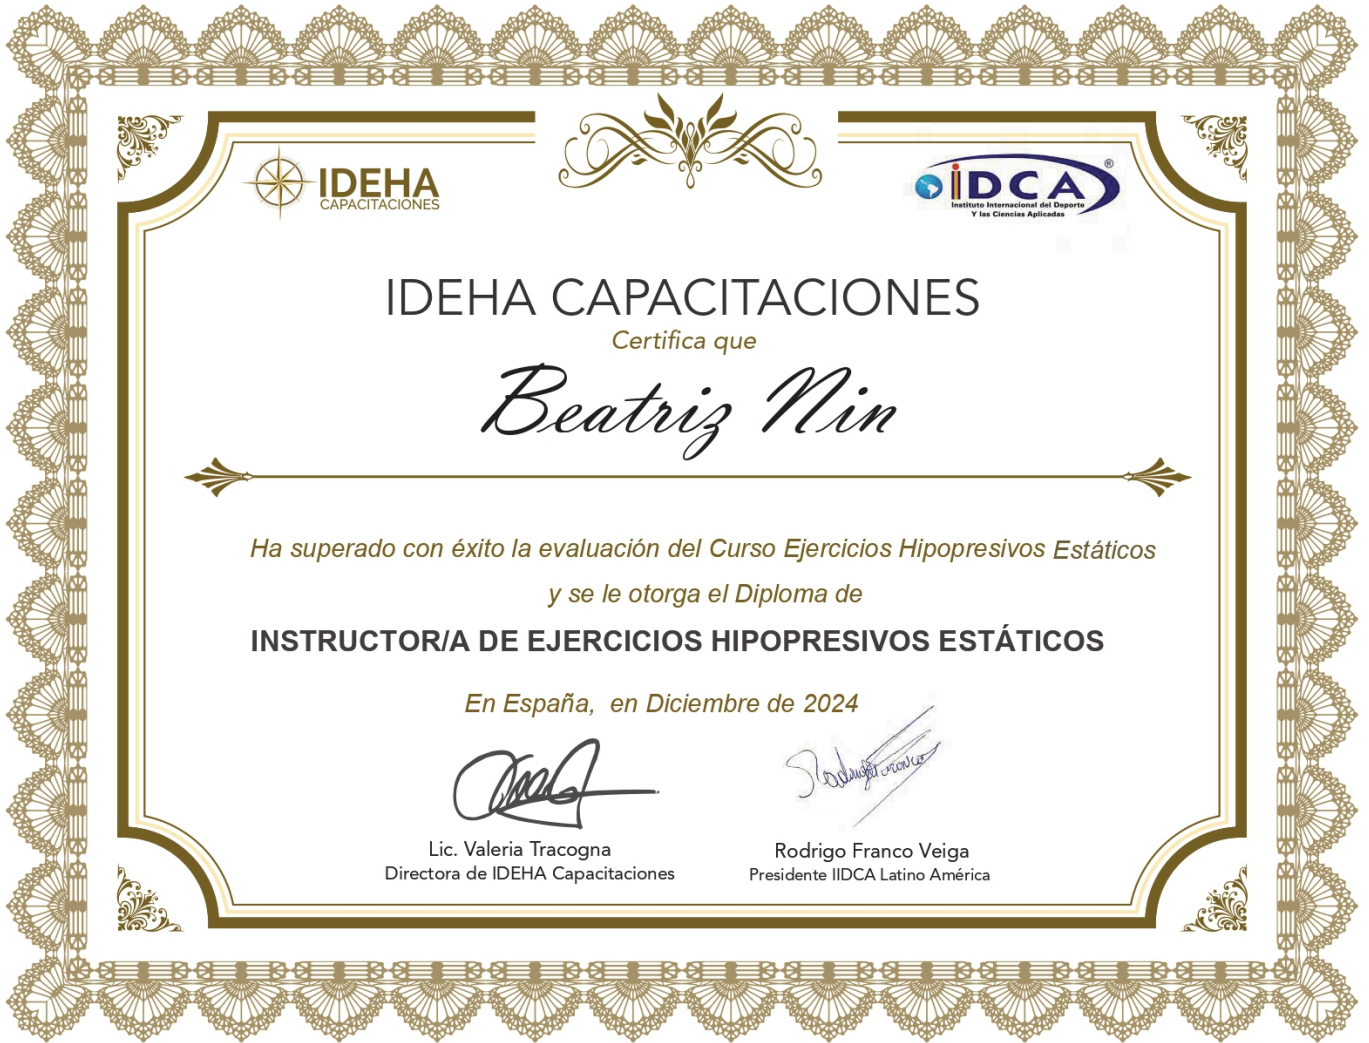 IDEHA
CAPACITACIONES
iDCA®
Instituto Internacional del Deporte
Y las Ciencias Aplicadas
IDEHA CAPACITACIONES
Certifica que
Beatriz Nin
Ha superado con éxito la evaluación del Curso Ejercicios Hipopresivos Estáticos
y se le otorga el Diploma de
INSTRUCTOR/A DE EJERCICIOS HIPOPRESIVOS ESTÁTICOS
En España, en Diciembre de 2024
Rodrigo Franco
Lic. Valeria Tracogna
Directora de IDEHA Capacitaciones
Rodrigo Franco Veiga
Presidente IIDCA Latino América